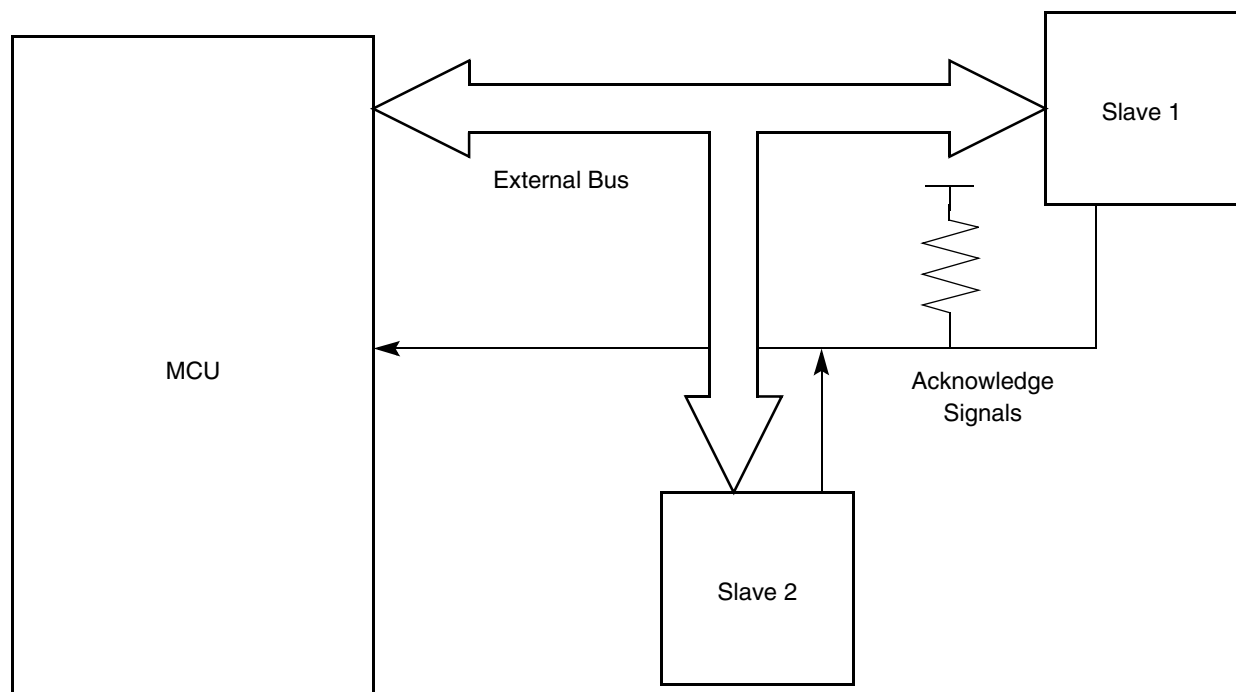 Slave 1
External Bus
MCU
Acknowledge
Signals
Slave 2